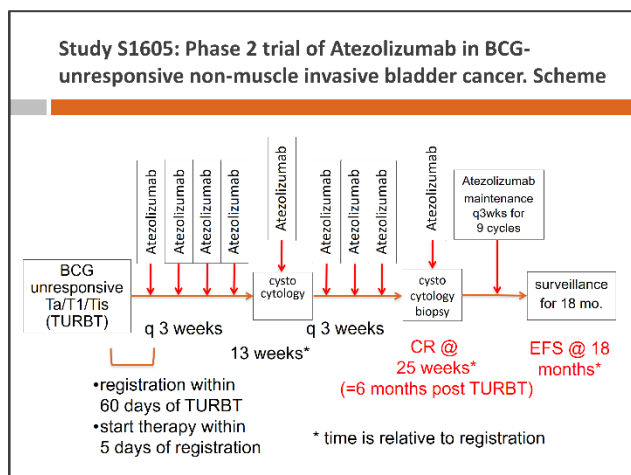 Study S1605: Phase 2 trial of Atezolizumab in BCG-
unresponsive non-muscle invasive bladder cancer. Scheme
Atezolizumab
Atezolizumab
Atezolizumab
Atezolizumab
Atezolizumab
Atezolizumab
Atezolizumab
Atezolizumab
Atezolizumab
Atezolizumab
maintenance
q3wks for
9 cycles
BCG
unresponsive
Ta/T1/Tis
(TURBT)
q 3 weeks
cysto
cytology
13 weeks*
q 3 weeks
cysto
cytology
biopsy
CR @
25 weeks*
(=6 months post TURBT)
surveillance
for 18 mo.
EFS @ 18
months*
•registration within
60 days of TURBT
•start therapy within
5 days of registration
* time is relative to registration